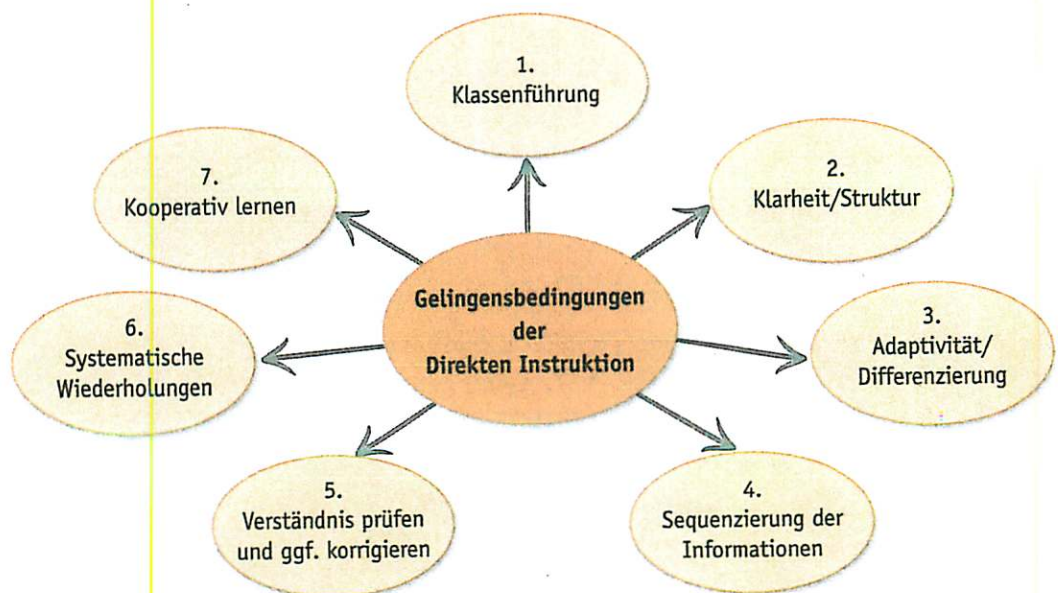 1.
Klassenführung
2.
Klarheit/Struktur
3.
Adaptivität/
Differenzierung
4.
Sequenzierung der
Informationen
5.
Verständnis prüfen
und ggf. korrigieren
6.
Systematische
Wiederholungen
7.
Kooperativ lernen
Gelingensbedingungen
der
Direkten Instruktion